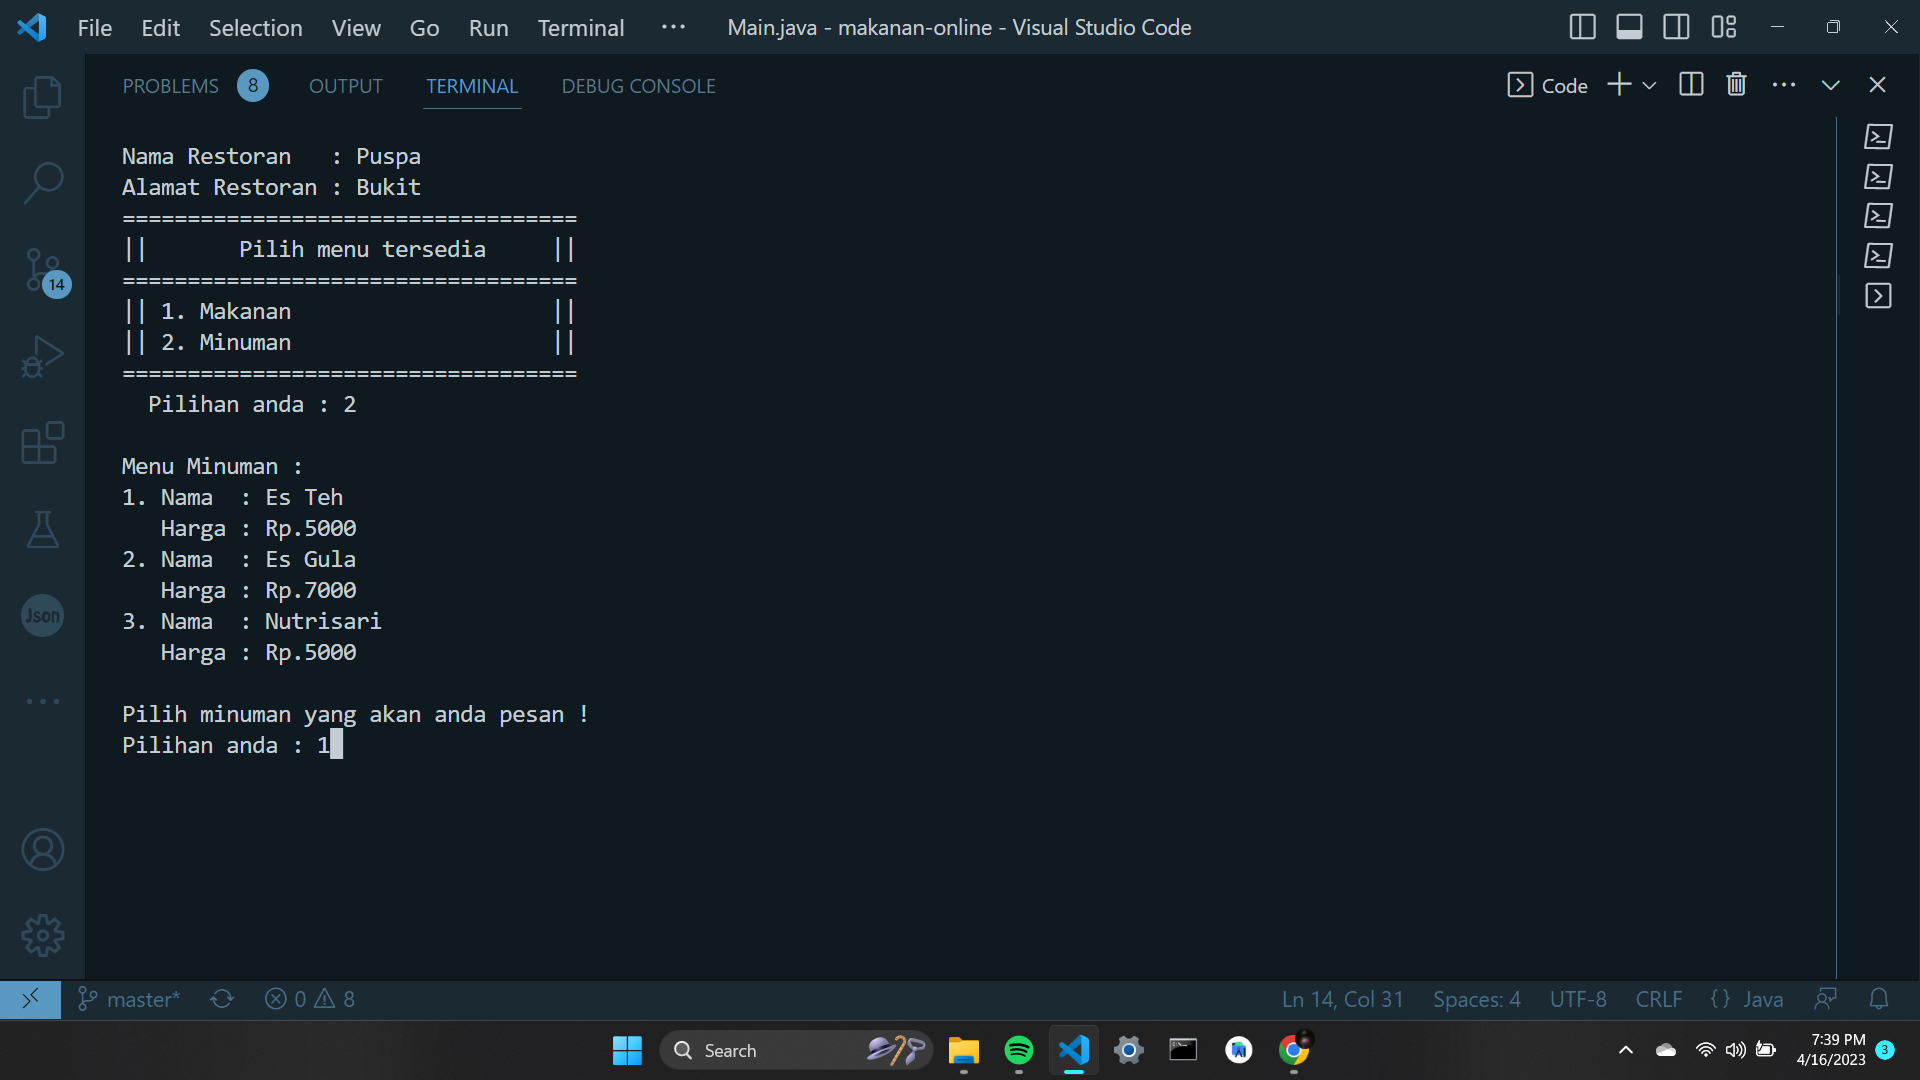 File Edit Selection View Go Run Terminal ··· Main.java - makanan-online - Visual Studio Code
PROBLEMS 8 OUTPUT TERMINAL DEBUG CONSOLE Code
Nama Restoran   : Puspa
Alamat Restoran : Bukit
===================================
||       Pilih menu tersedia     ||
===================================
|| 1. Makanan                    ||
|| 2. Minuman                    ||
===================================
  Pilihan anda : 2
Menu Minuman :
1. Nama  : Es Teh
   Harga : Rp.5000
2. Nama  : Es Gula
   Harga : Rp.7000
3. Nama  : Nutrisari
   Harga : Rp.5000
Pilih minuman yang akan anda pesan !
Pilihan anda : 1
14
Json
master* 0 8 Ln 14, Col 31 Spaces: 4 UTF-8 CRLF {} Java
Search
7:39 PM
4/16/2023 3